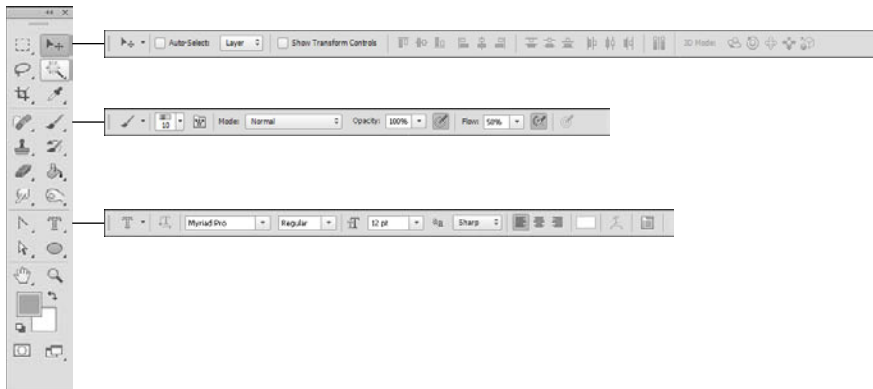 Auto-Select: Layer Show Transform Controls 3D Mode:
10 Mode: Normal Opacity: 100% Flow: 50%
T Myriad Pro Regular T 12 pt aa Sharp
T